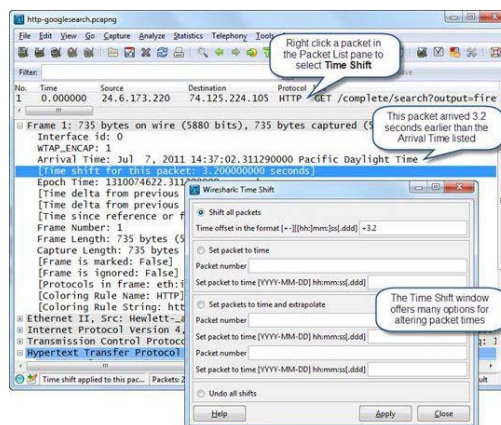 http-googlesearch.pcapng
File Edit View Go Capture Analyze Statistics Telephony Tools
Right click a packet in
the Packet List pane to
select Time Shift
Filter:
No. Time Source Destination Protocol
1 0.000000 24.6.173.220 74.125.224.105 HTTP GET /complete/search?output=fire
This packet arrived 3.2
seconds earlier than the
Arrival Time listed
Frame 1: 735 bytes on wire (5880 bits), 735 bytes captured
Interface id: 0
WTAP_ENCAP: 1
Arrival Time: Jul 7, 2011 14:37:02.311290000 Pacific Daylight Time
[Time shift for this packet: 3.200000000 seconds]
Epoch Time: 1310074622.311
[Time delta from previous
[Time delta from previous
[Time since reference or f
Frame Number: 1
Frame Length: 735 bytes (5
Capture Length: 735 bytes
[Frame is marked: False]
[Frame is ignored: False]
[Protocols in frame: eth:i
[Coloring Rule Name: HTTP]
[Coloring Rule String: htt
Ethernet II, Src: Hewlett-_a
Internet Protocol Version 4,
Transmission Control Protoco
Hypertext Transfer Protocol
Time shift applied to this pac... Packets:
Wireshark: Time Shift
Shift all packets
Time offset in the format [+-][[hh:]mm:]ss[.ddd] +3.2
Set packet to time
Packet number
Set packet to time [YYYY-MM-DD] hh:mm:ss[.ddd]
Set packets to time and extrapolate
Packet number
Set packet to time [YYYY-MM-DD] hh:mm:ss[.ddd]
Packet number
Set packet to time [YYYY-MM-DD] hh:mm:ss[.ddd]
Undo all shifts
Help Apply Close
The Time Shift window
offers many options for
altering packet times